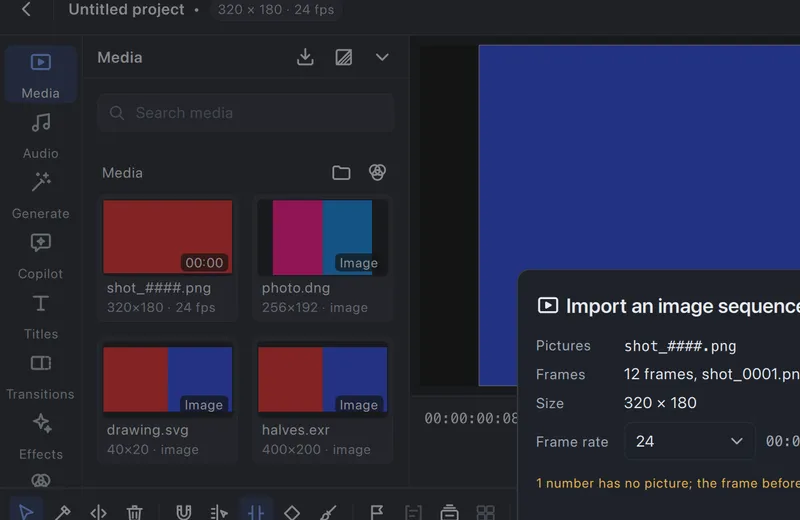 Untitled project • 320 × 180 · 24 fps
Media
Media
Search media
Audio
Media
Generate
00:00
Image
Copilot
shot_####.png
photo.dng
320×180 · 24 fps
256×192 · image
Titles
Transitions
Image
Image
drawing.svg
halves.exr
40×20 · image
400×200 · image
Effects
Import an image sequence
Pictures shot_####.png
Frames 12 frames, shot_0001.pn
Size 320 × 180
00:00:00:08
Frame rate 24 00:0
1 number has no picture; the frame before